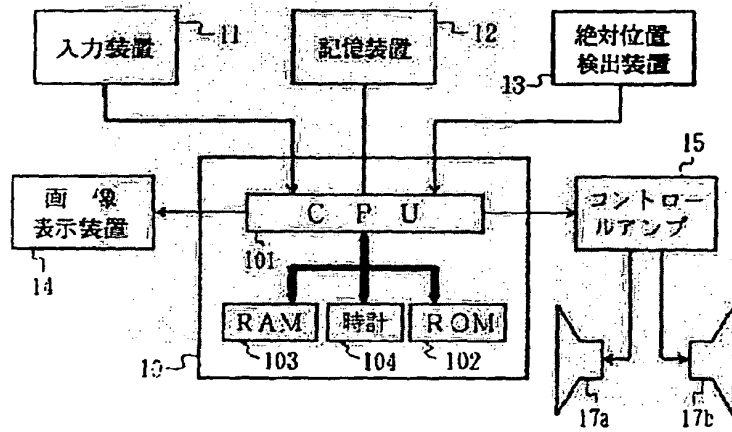 入力装置
11
記憶装置
12
絶対位置
検出装置
13
画 像
表示装置
14
C P U
101
15
コントロー
ルアンプ
RAM
103
時計
104
ROM
102
10
17a
17b